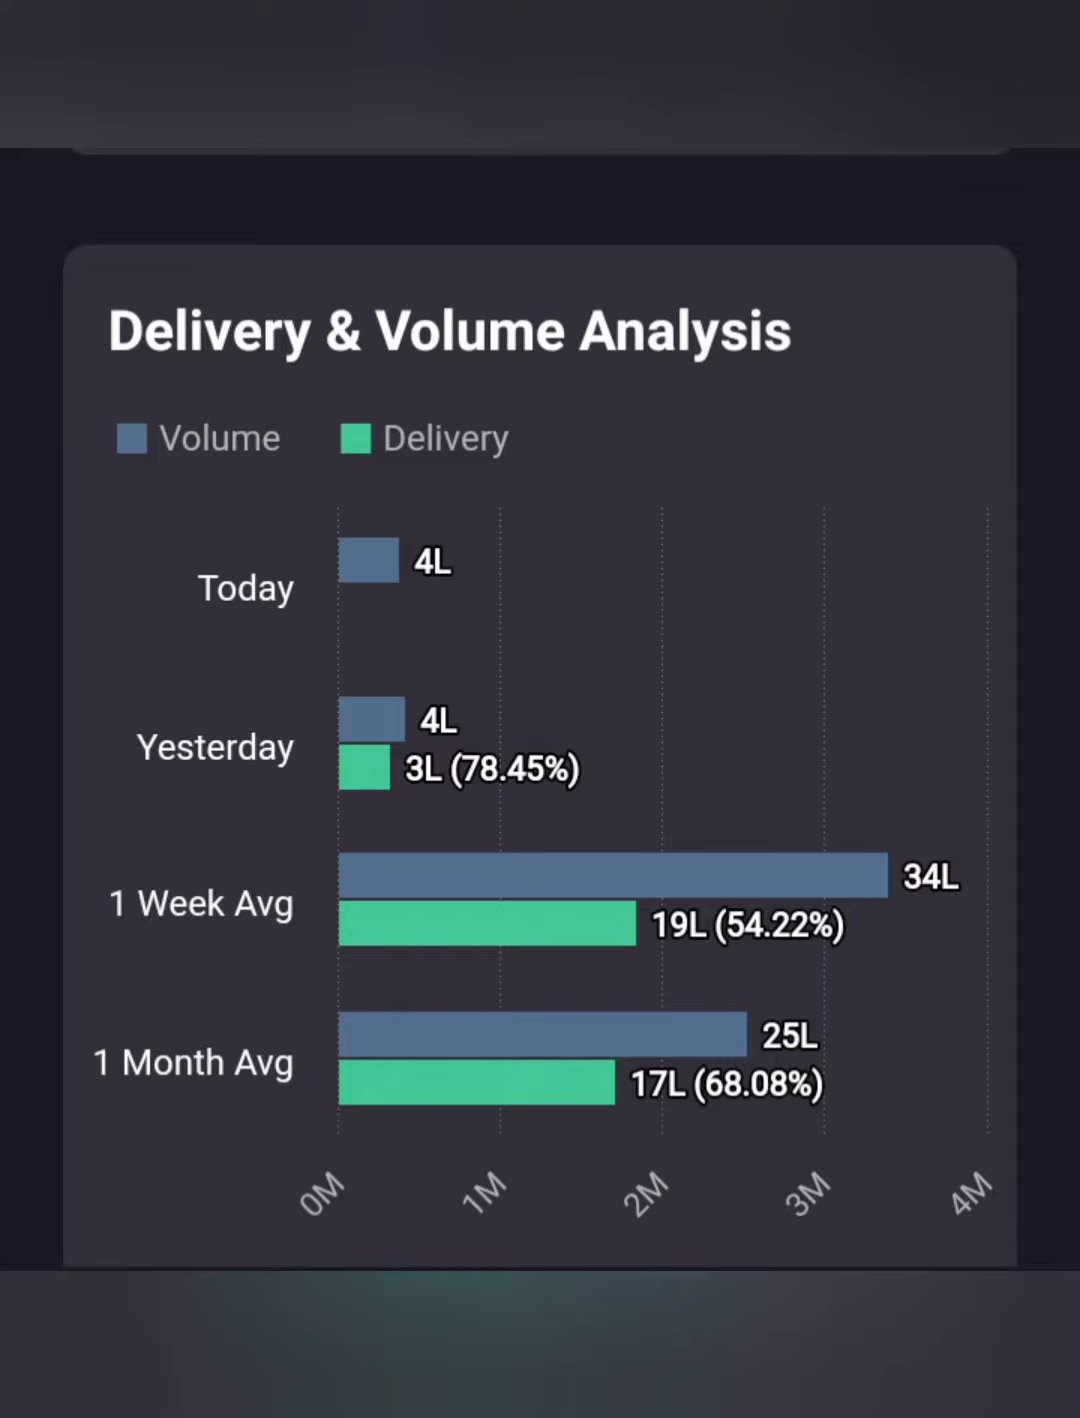 Delivery & Volume Analysis
Volume Delivery
Today 4L
Yesterday 4L
3L (78.45%)
1 Week Avg 34L
19L (54.22%)
1 Month Avg 25L
17L (68.08%)
0M 1M 2M 3M 4M